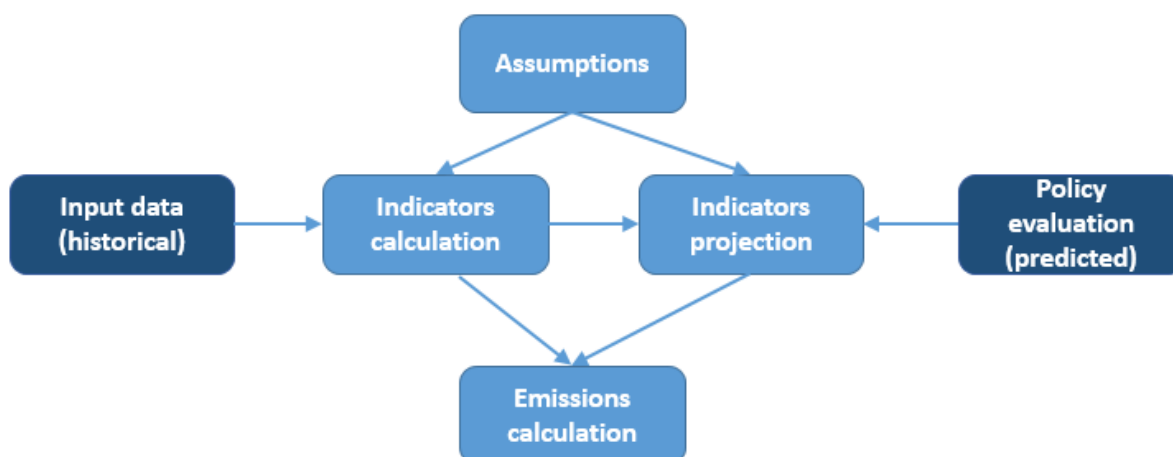 Assumptions
Input data
(historical)
Indicators
calculation
Indicators
projection
Policy
evaluation
(predicted)
Emissions
calculation